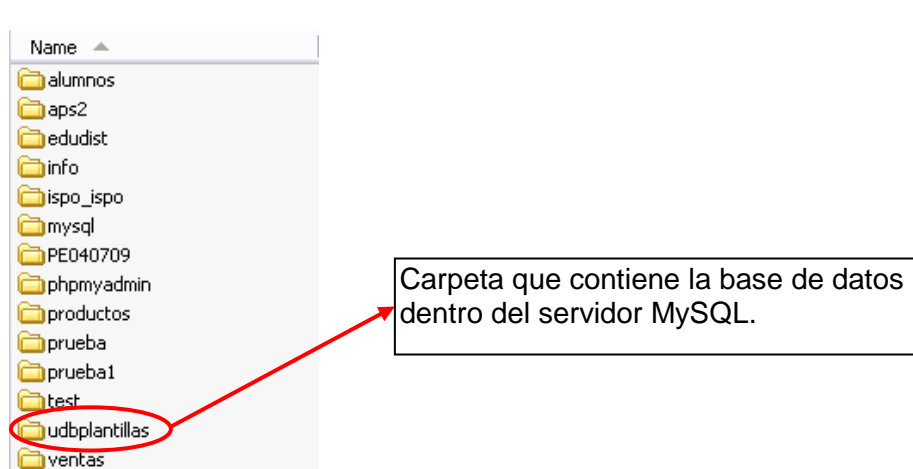 Name
alumnos
aps2
edudist
info
ispo_ispo
mysql
PE040709
phpmyadmin
productos
prueba
prueba1
test
udbplantillas
ventas
Carpeta que contiene la base de datos
dentro del servidor MySQL.